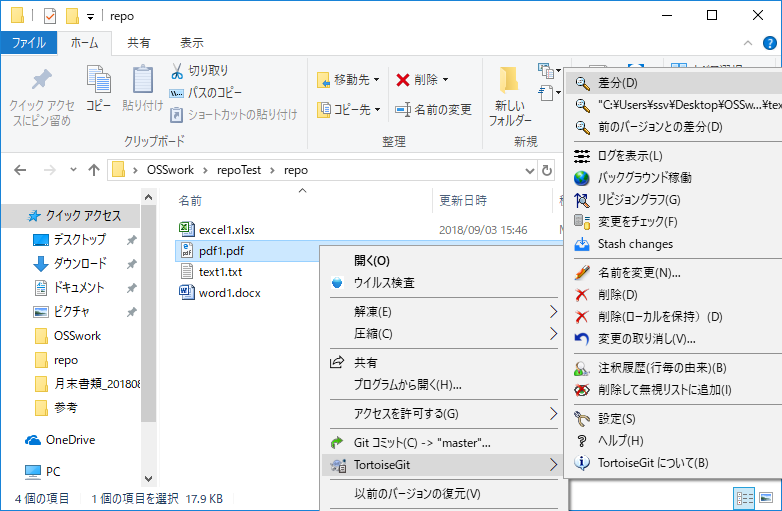 repo
ファイル
ホーム
共有
表示
クイック アクセス
にピン留め
コピー
貼り付け
切り取り
パスのコピー
ショートカットの貼り付け
クリップボード
移動先
コピー先
削除
名前の変更
整理
新しい
フォルダー
新規
OSSwork
repoTest
repo
クイック アクセス
デスクトップ
ダウンロード
ドキュメント
ピクチャ
OSSwork
repo
月末書類_201808
参考
OneDrive
PC
名前
更新日時
excel1.xlsx
2018/09/03 15:46
pdf1.pdf
text1.txt
word1.docx
開く(O)
ウイルス検査
解凍(E)
圧縮(C)
共有
プログラムから開く(H)...
アクセスを許可する(G)
Git コミット(C) -> "master"...
TortoiseGit
以前のバージョンの復元(V)
差分(D)
"C:¥Users¥ssv¥Desktop¥OSSw...¥tex
前のバージョンとの差分(D)
ログを表示(L)
バックグラウンド稼働
リビジョングラフ(G)
変更をチェック(F)
Stash changes
名前を変更(N)...
削除(D)
削除(ローカルを保持) (D)
変更の取り消し(V)...
注釈履歴(行毎の由来)(B)
削除して無視リストに追加(I)
設定(S)
ヘルプ(H)
TortoiseGit について(B)
4 個の項目
1 個の項目を選択 17.9 KB